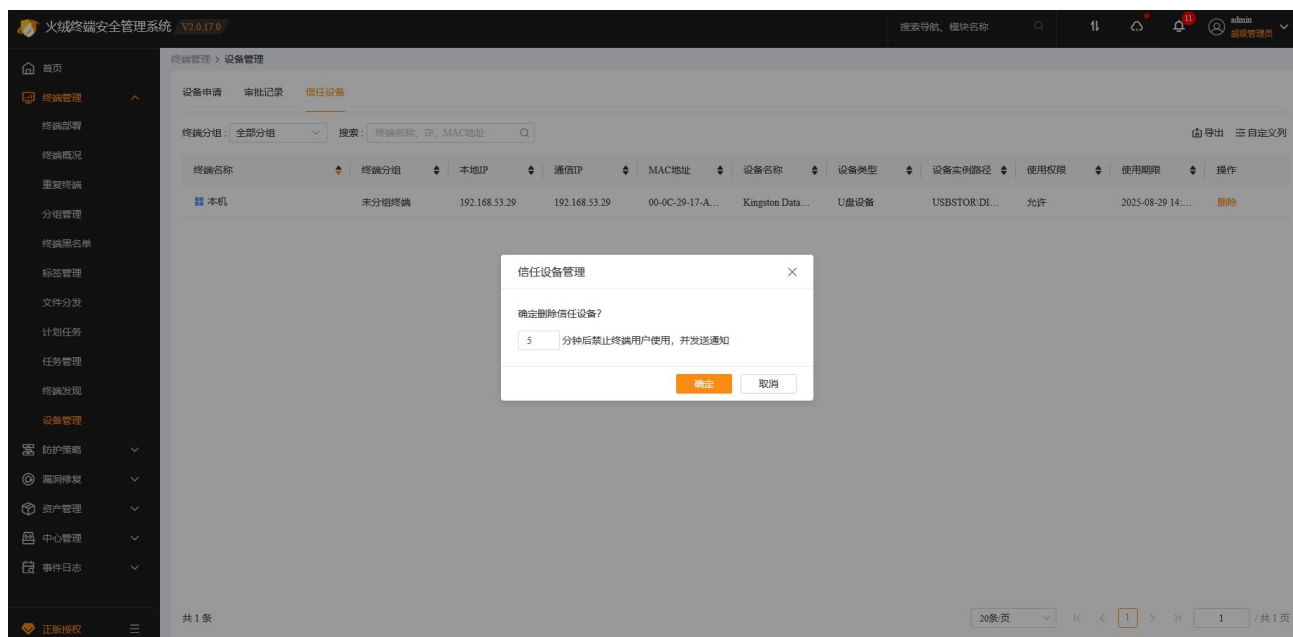 火绒终端安全管理系统 V2.0.17.0 搜索导航、模块名称 11 admin
超级管理员
首页
终端管理
终端部署
终端概况
重复终端
分组管理
终端黑名单
标签管理
文件分发
计划任务
任务管理
终端发现
设备管理
防护策略
漏洞修复
资产管理
中心管理
事件日志
正版授权
终端管理 > 设备管理
设备申请 审批记录 信任设备
终端分组: 全部分组 搜索: 终端名称、IP、MAC地址 导出 自定义列
终端名称 终端分组 本地IP 通信IP MAC地址 设备名称 设备类型 设备实例路径 使用权限 使用期限 操作
本机 未分组终端 192.168.53.29 192.168.53.29 00-0C-29-17-A... Kingston Data... U盘设备 USBSTOR\DI... 允许 2025-08-29 14:... 删除
信任设备管理
确定删除信任设备?
5 分钟后禁止终端用户使用,并发送通知
确定 取消
共 1 条 20条/页 1 1 / 共 1 页